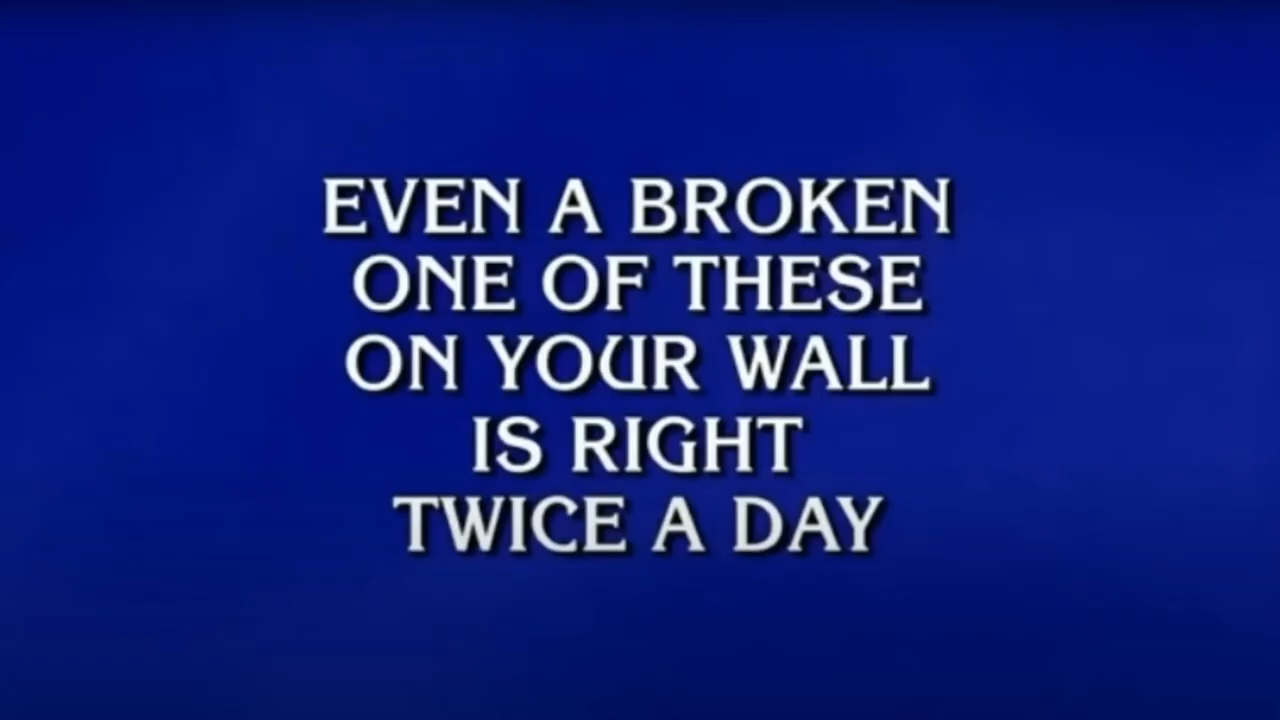 EVEN A BROKEN
ONE OF THESE
ON YOUR WALL
IS RIGHT
TWICE A DAY